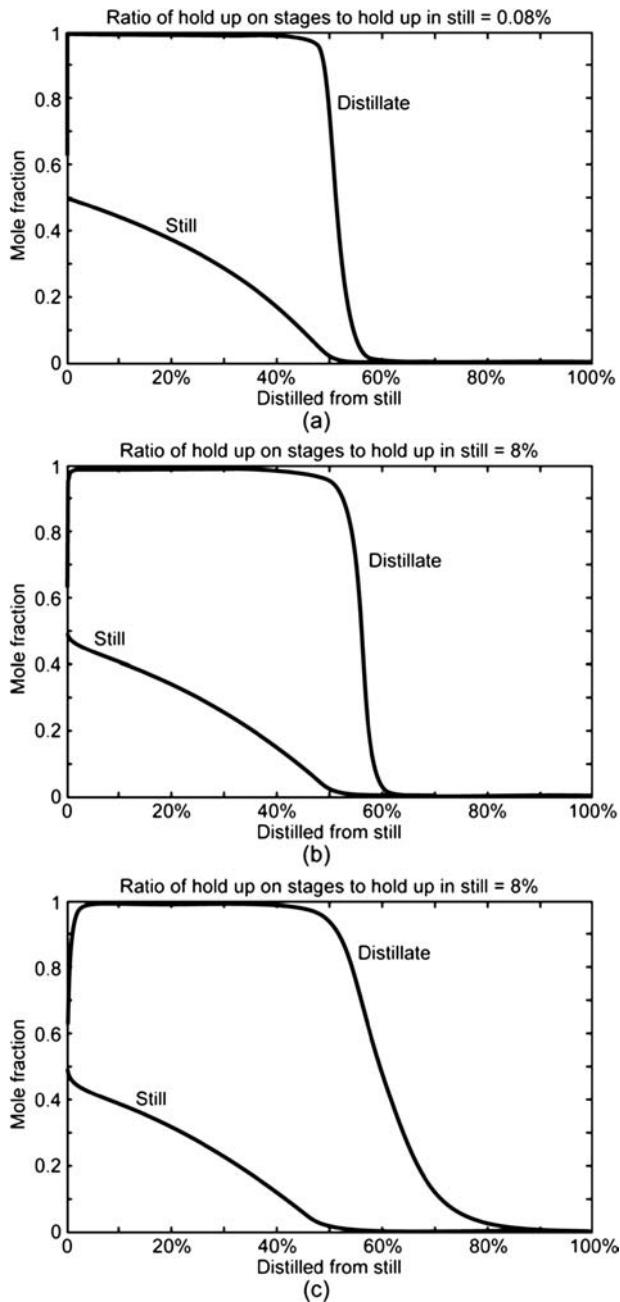 Ratio of hold up on stages to hold up in still = 0.08%
1
0.8
0.6
0.4
0.2
0
Mole fraction
Distillate
Still
0 20% 40% 60% 80% 100%
Distilled from still
(a)
Ratio of hold up on stages to hold up in still = 8%
1
0.8
0.6
0.4
0.2
0
Mole fraction
Distillate
Still
0 20% 40% 60% 80% 100%
Distilled from still
(b)
Ratio of hold up on stages to hold up in still = 8%
1
0.8
0.6
0.4
0.2
0
Mole fraction
Distillate
Still
0 20% 40% 60% 80% 100%
Distilled from still
(c)